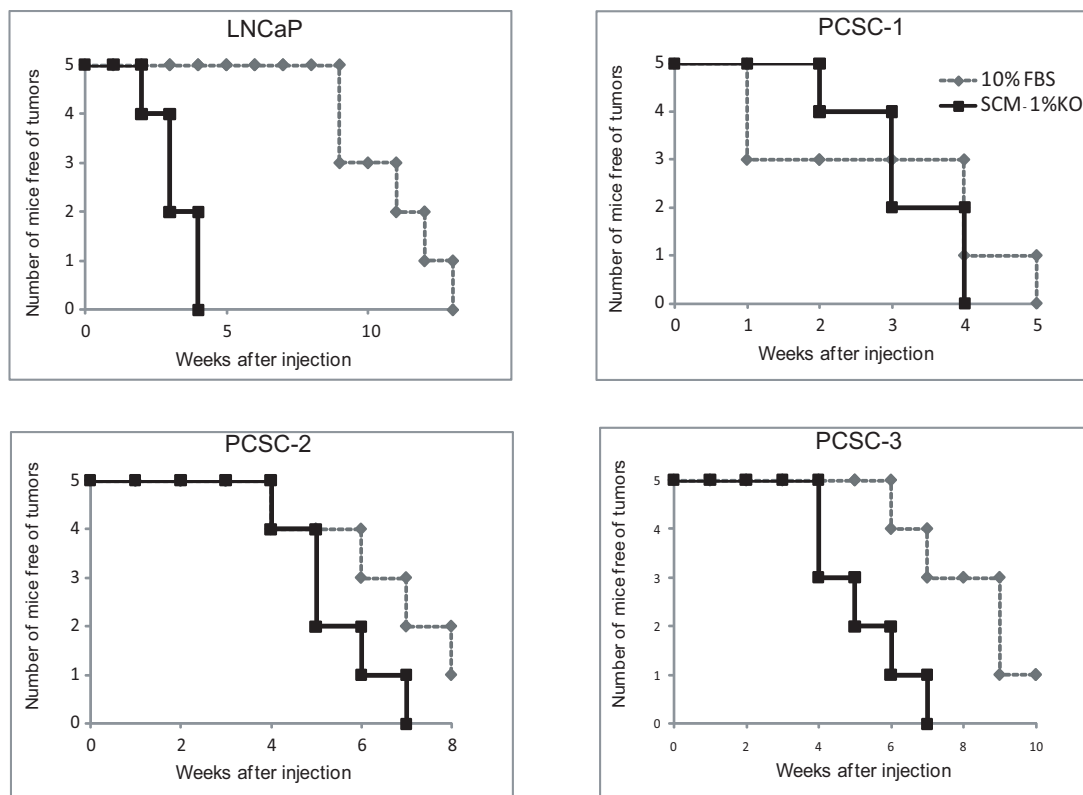 LNCaP
Number of mice free of tumors
5
4
3
2
1
0
0 5 10
Weeks after injection
PCSC-1
Number of mice free of tumors
5
4
3
2
1
0
10% FBS
SCM- 1%KO
0 1 2 3 4 5
Weeks after injection
PCSC-2
Number of mice free of tumors
5
4
3
2
1
0
0 2 4 6 8
Weeks after injection
PCSC-3
Number of mice free of tumors
5
4
3
2
1
0
0 2 4 6 8 10
Weeks after injection